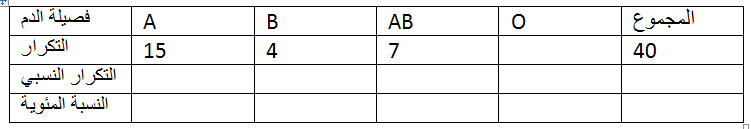 فصيلة الدم A B AB O المجموع
التكرار 15 4 7 40
التكرار النسبي
النسبة المئوية